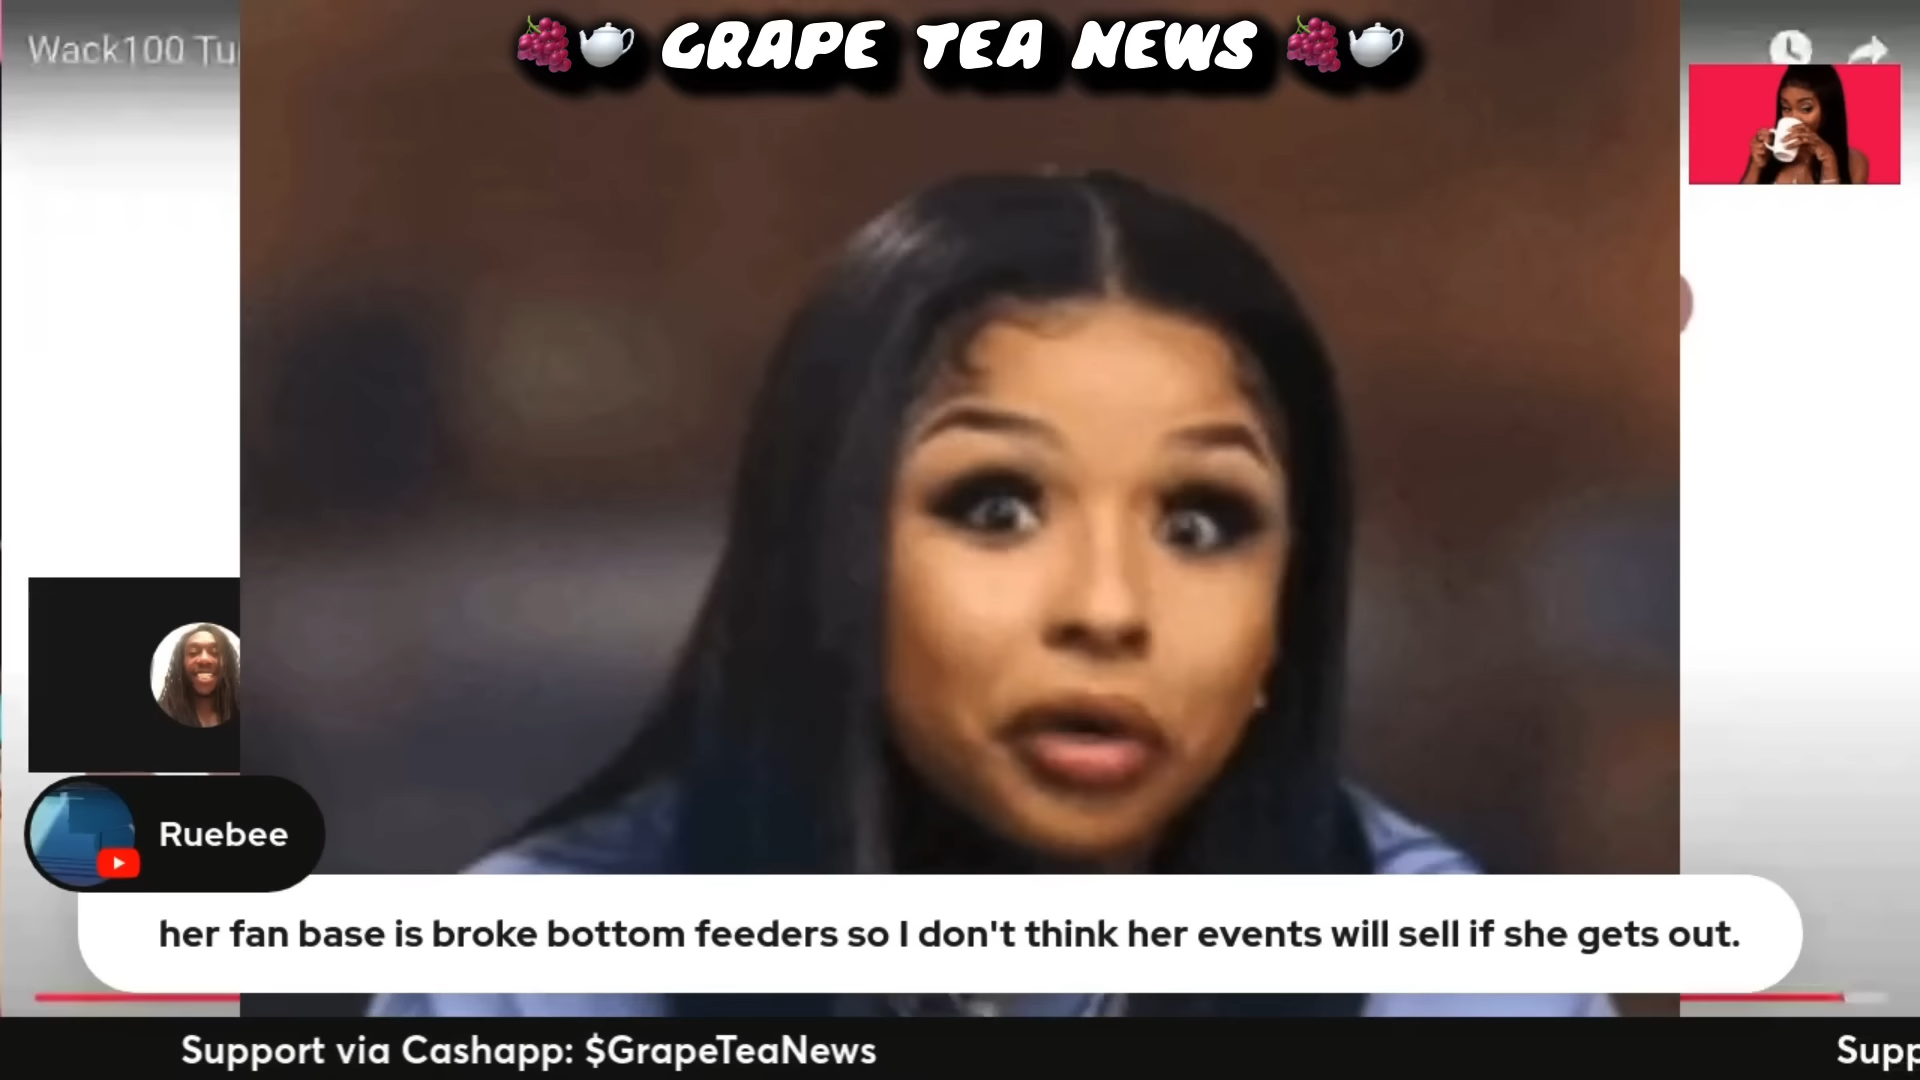 GRAPE TEA NEWS
Wack100 Tu
Ruebee
her fan base is broke bottom feeders so I don't think her events will sell if she gets out.
Support via Cashapp: $GrapeTeaNews
Supp